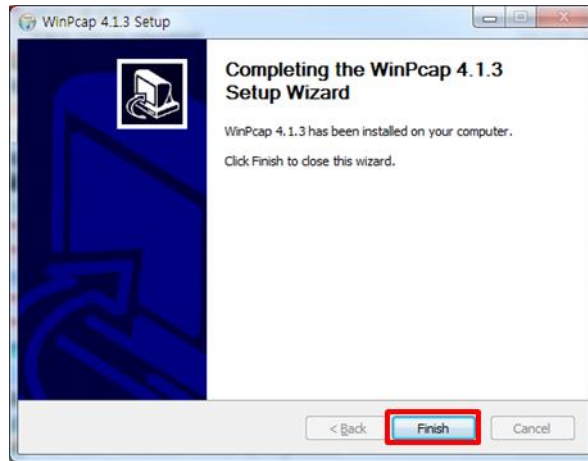 WinPcap 4.1.3 Setup
Completing the WinPcap 4.1.3
Setup Wizard
WinPcap 4.1.3 has been installed on your computer.
Click Finish to close this wizard.
< Back Finish Cancel